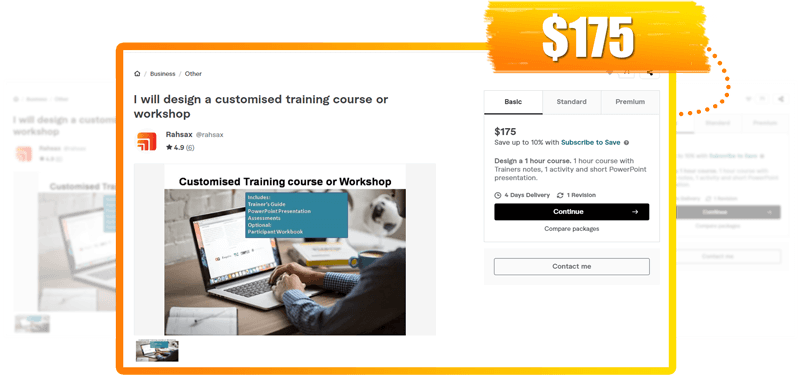 $175
Business / Other
I will design a customised training course or
workshop
Rahsax @rahsax
★ 4.9 (6)
Basic Standard Premium
$175
Save up to 10% with Subscribe to Save
Design a 1 hour course. 1 hour course with
Trainers notes, 1 activity and short PowerPoint
presentation.
4 Days Delivery 1 Revision
Continue →
Compare packages
Contact me
Customised Training course or Workshop
Includes:
Trainer's Guide
PowenPoint Presentation
Assessments
Optional:
Participant Workbook